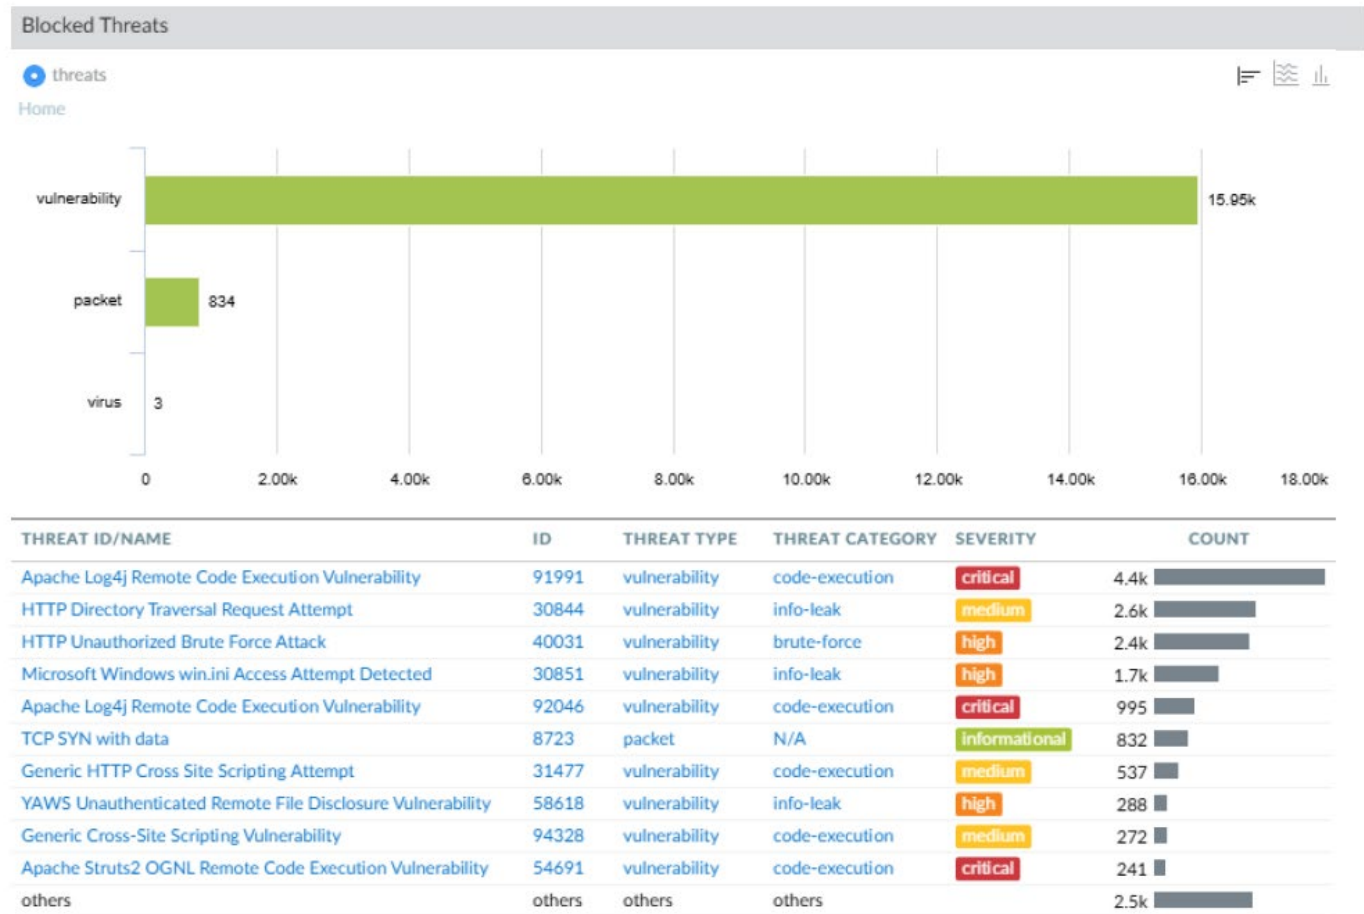 Blocked Threats
threats
Home
vulnerability 15.95k
packet 834
virus 3
0 2.00k 4.00k 6.00k 8.00k 10.00k 12.00k 14.00k 16.00k 18.00k
THREAT ID/NAME ID THREAT TYPE THREAT CATEGORY SEVERITY COUNT
Apache Log4j Remote Code Execution Vulnerability 91991 vulnerability code-execution critical 4.4k
HTTP Directory Traversal Request Attempt 30844 vulnerability info-leak medium 2.6k
HTTP Unauthorized Brute Force Attack 40031 vulnerability brute-force high 2.4k
Microsoft Windows win.ini Access Attempt Detected 30851 vulnerability info-leak high 1.7k
Apache Log4j Remote Code Execution Vulnerability 92046 vulnerability code-execution critical 995
TCP SYN with data 8723 packet N/A informational 832
Generic HTTP Cross Site Scripting Attempt 31477 vulnerability code-execution medium 537
YAWS Unauthenticated Remote File Disclosure Vulnerability 58618 vulnerability info-leak high 288
Generic Cross-Site Scripting Vulnerability 94328 vulnerability code-execution medium 272
Apache Struts2 OGNL Remote Code Execution Vulnerability 54691 vulnerability code-execution critical 241
others others others others 2.5k